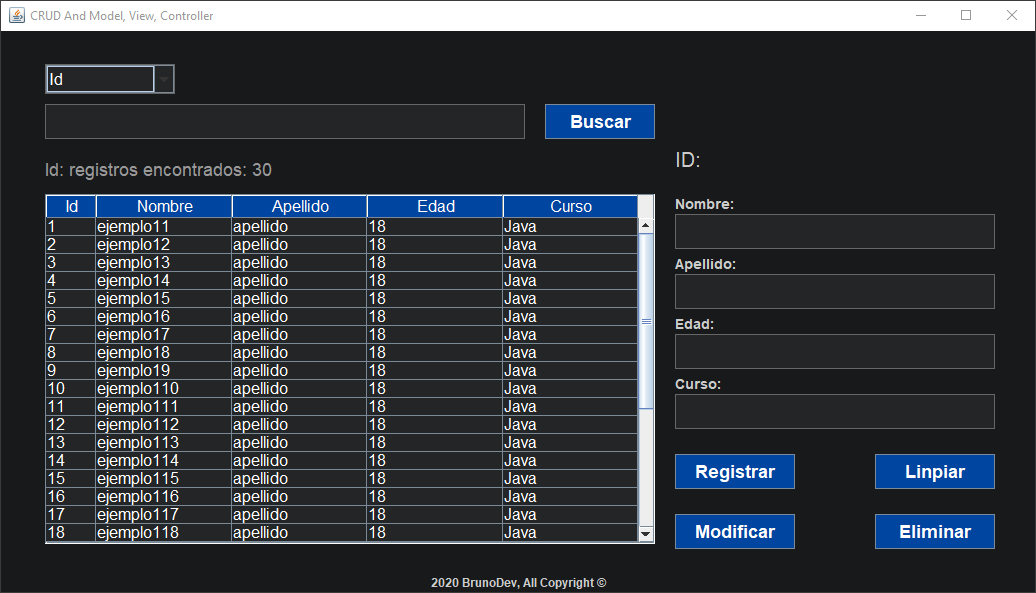 CRUD And Model, View, Controller
Id
Buscar
Id: registros encontrados: 30
Id Nombre Apellido Edad Curso
1 ejemplo11 apellido 18 Java
2 ejemplo12 apellido 18 Java
3 ejemplo13 apellido 18 Java
4 ejemplo14 apellido 18 Java
5 ejemplo15 apellido 18 Java
6 ejemplo16 apellido 18 Java
7 ejemplo17 apellido 18 Java
8 ejemplo18 apellido 18 Java
9 ejemplo19 apellido 18 Java
10 ejemplo110 apellido 18 Java
11 ejemplo111 apellido 18 Java
12 ejemplo112 apellido 18 Java
13 ejemplo113 apellido 18 Java
14 ejemplo114 apellido 18 Java
15 ejemplo115 apellido 18 Java
16 ejemplo116 apellido 18 Java
17 ejemplo117 apellido 18 Java
18 ejemplo118 apellido 18 Java
ID:
Nombre:
Apellido:
Edad:
Curso:
Registrar Linpiar
Modificar Eliminar
2020 BrunoDev, All Copyright ©